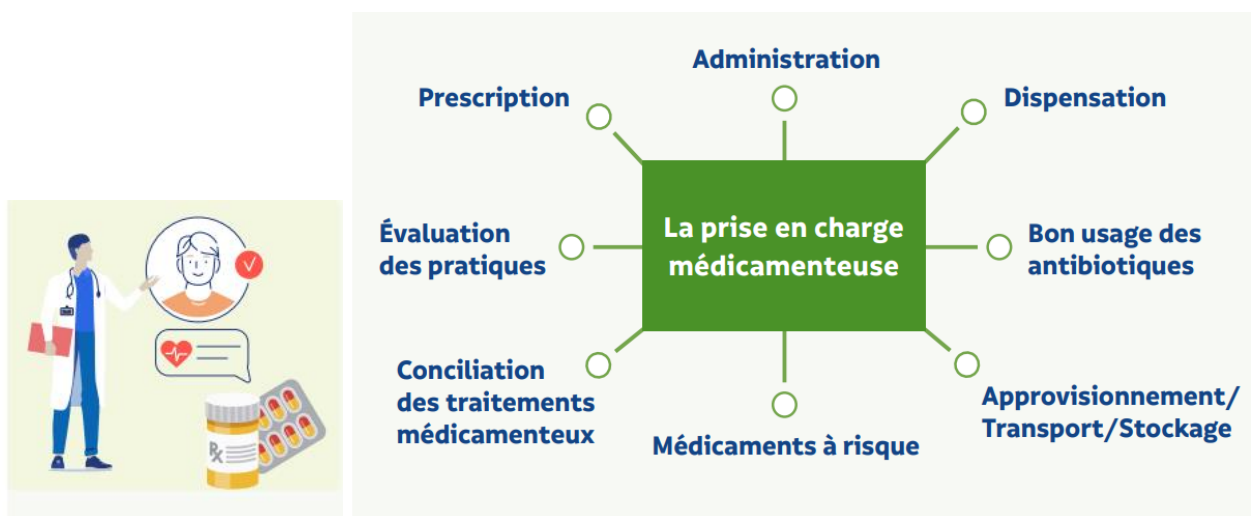 Administration
Prescription
Dispensation
La prise en charge
médicamenteuse
Évaluation
des pratiques
Bon usage des
antibiotiques
Conciliation
des traitements
médicamenteux
Médicaments à risque
Approvisionnement/
Transport/Stockage
Rx